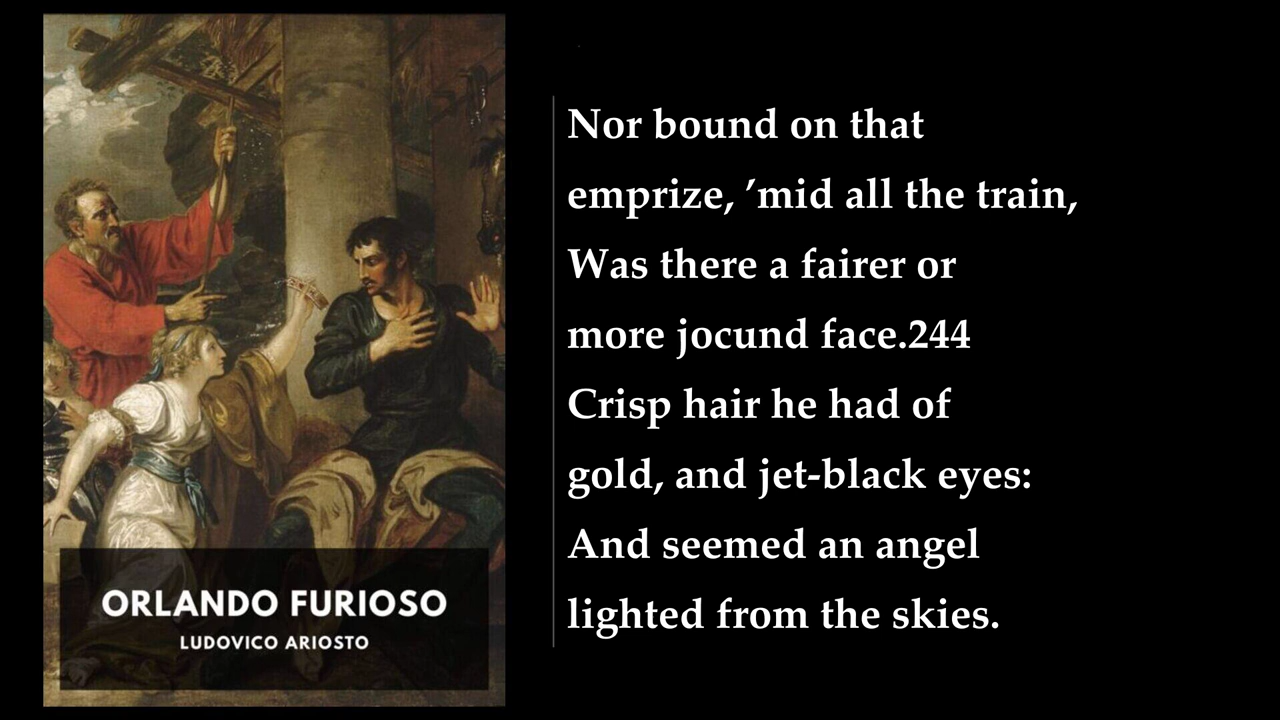 ORLANDO FURIOSO
LUDOVICO ARIOSTO
Nor bound on that
emprize, ’mid all the train,
Was there a fairer or
more jocund face.244
Crisp hair he had of
gold, and jet-black eyes:
And seemed an angel
lighted from the skies.